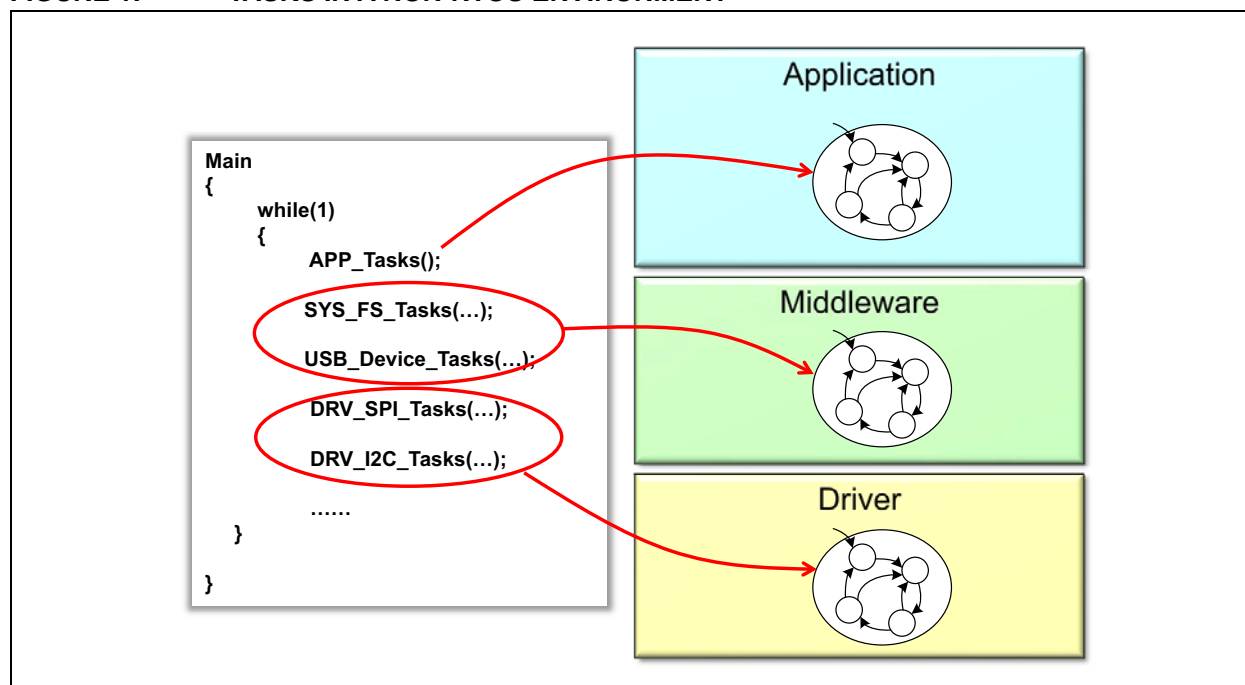 Main
{
while(1)
{
APP_Tasks();
SYS_FS_Tasks(…);
USB_Device_Tasks(…);
DRV_SPI_Tasks(…);
DRV_I2C_Tasks(…);
……
}
}
Application
Middleware
Driver